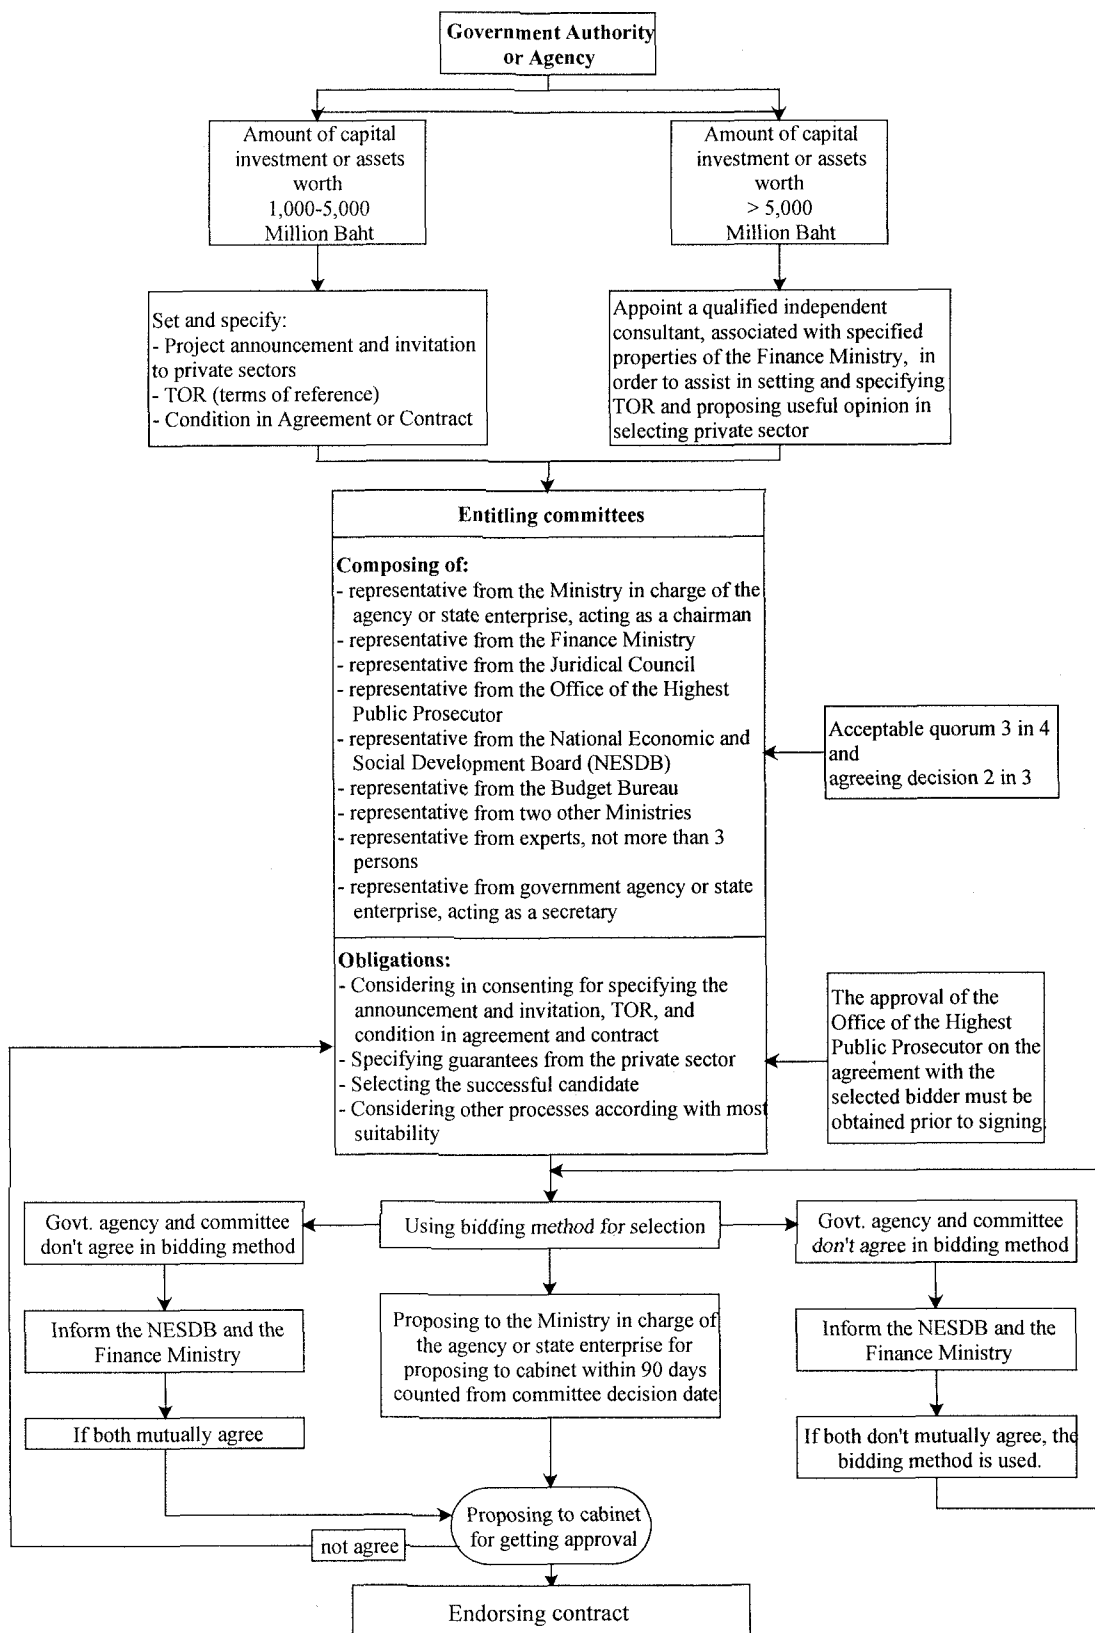 Government Authority
or Agency
Amount of capital
investment or assets
worth
1,000-5,000
Million Baht
Amount of capital
investment or assets
worth
> 5,000
Million Baht
Set and specify:
- Project announcement and invitation
to private sectors
- TOR (terms of reference)
- Condition in Agreement or Contract
Appoint a qualified independent
consultant, associated with specified
properties of the Finance Ministry, in
order to assist in setting and specifying
TOR and proposing useful opinion in
selecting private sector
Entitling committees
Composing of:
- representative from the Ministry in charge of the
agency or state enterprise, acting as a chairman
- representative from the Finance Ministry
- representative from the Juridical Council
- representative from the Office of the Highest
Public Prosecutor
- representative from the National Economic and
Social Development Board (NESDB)
- representative from the Budget Bureau
- representative from two other Ministries
- representative from experts, not more than 3
persons
- representative from government agency or state
enterprise, acting as a secretary
Acceptable quorum 3 in 4
and
agreeing decision 2 in 3
Obligations:
- Considering in consenting for specifying the
announcement and invitation, TOR, and
condition in agreement and contract
- Specifying guarantees from the private sector
- Selecting the successful candidate
- Considering other processes according with most
suitability
The approval of the
Office of the Highest
Public Prosecutor on the
agreement with the
selected bidder must be
obtained prior to signing.
Govt. agency and committee
don't agree in bidding method
Using bidding method for selection
Govt. agency and committee
don't agree in bidding method
Inform the NESDB and the
Finance Ministry
Proposing to the Ministry in charge of
the agency or state enterprise for
proposing to cabinet within 90 days
counted from committee decision date
Inform the NESDB and the
Finance Ministry
If both mutually agree
If both don't mutually agree, the
bidding method is used.
Proposing to cabinet
for getting approval
not agree
Endorsing contract